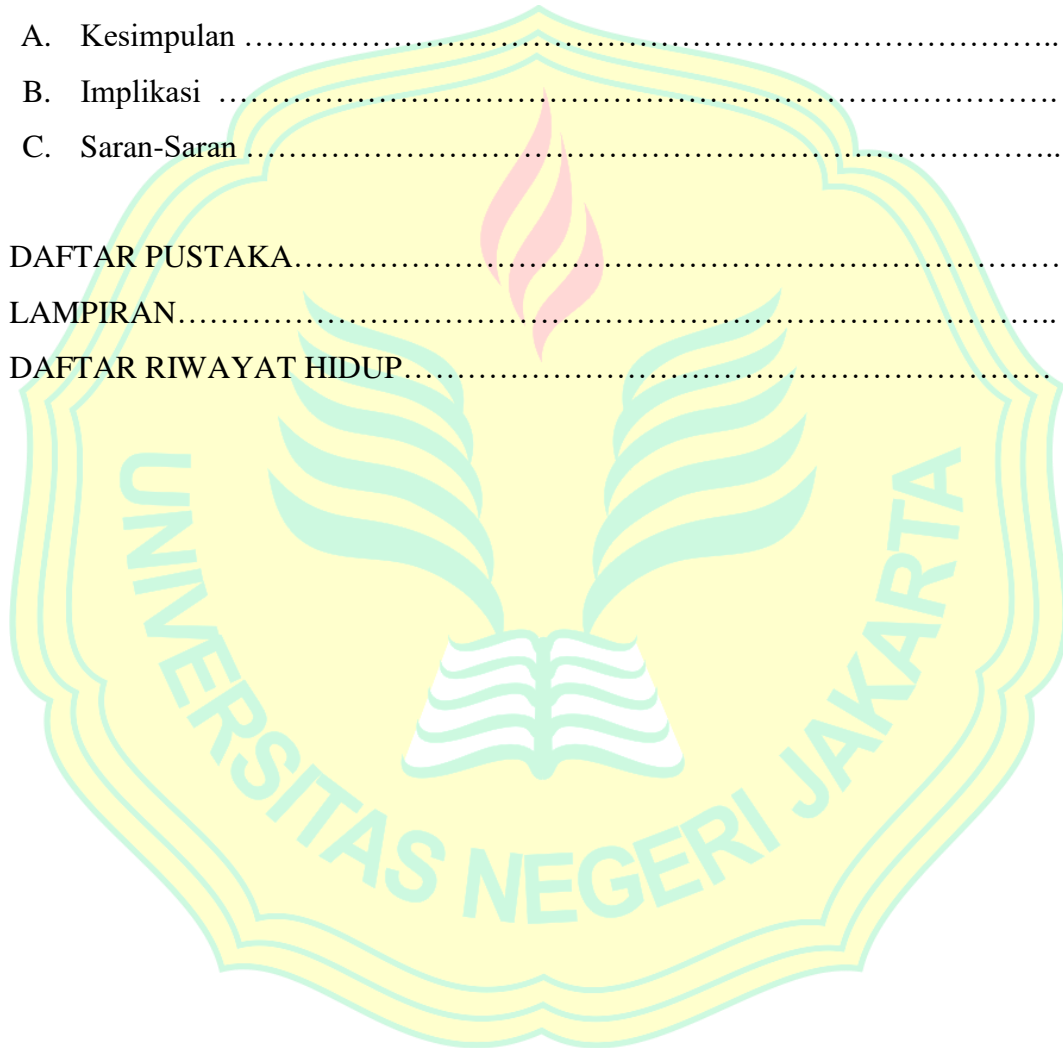 A. Kesimpulan ……………………………………………………………………..
B. Implikasi ……………………………………………………………………….
C. Saran-Saran ……………………………………………………………………..
DAFTAR PUSTAKA…………………………………………………………………
LAMPIRAN…………………………………………………………………………..
DAFTAR RIWAYAT HIDUP……………………………………………………….
UNIVERSITAS NEGERI JAKARTA